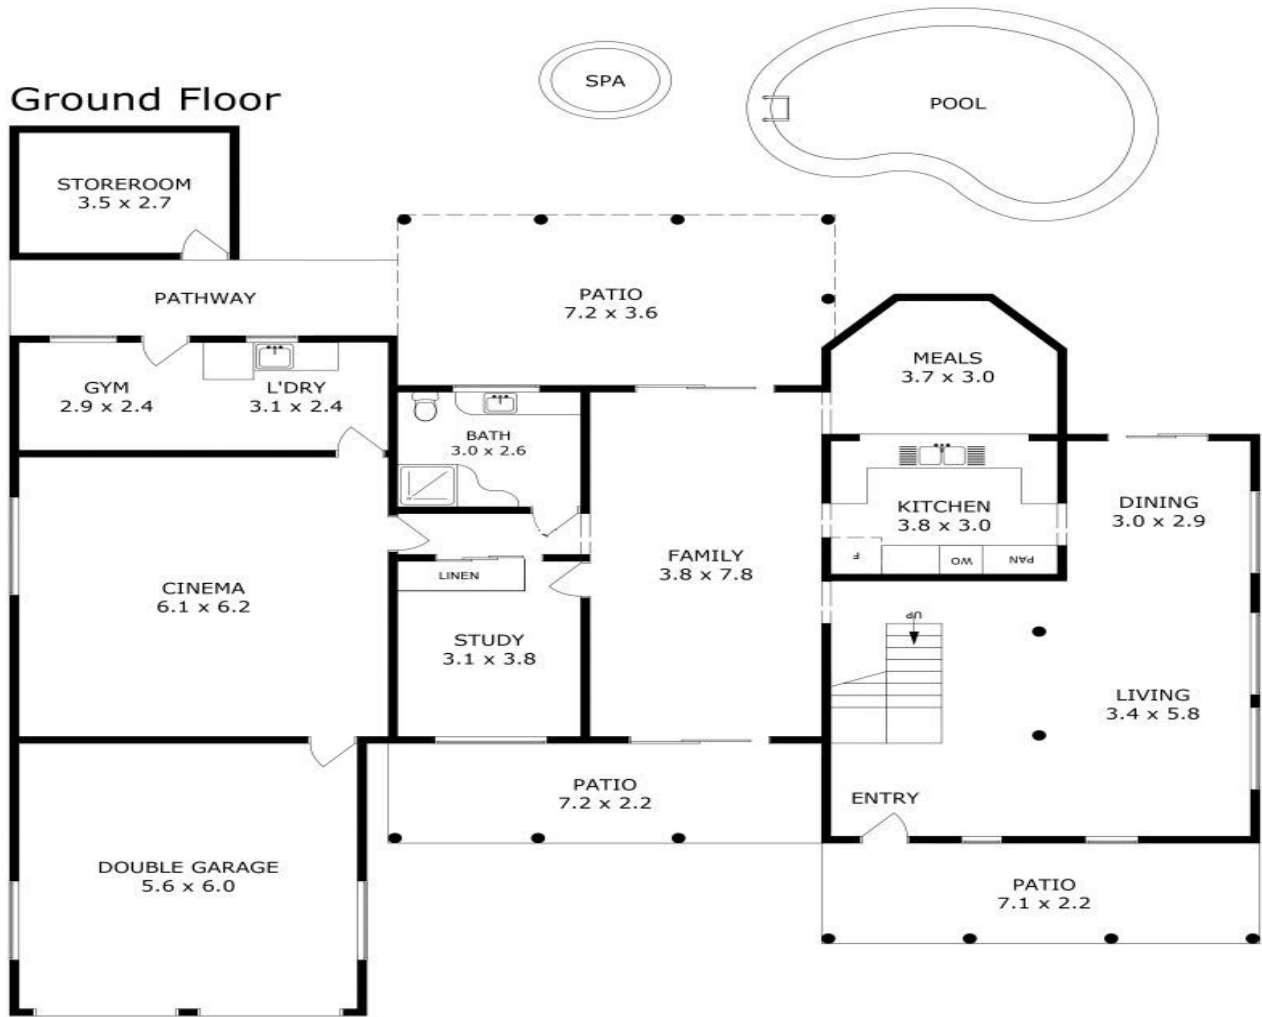 Ground Floor
SPA
POOL
STOREROOM
3.5 x 2.7
PATHWAY
PATIO
7.2 x 3.6
MEALS
3.7 x 3.0
GYM
2.9 x 2.4
L'DRY
3.1 x 2.4
BATH
3.0 x 2.6
KITCHEN
3.8 x 3.0
F
WO
PAN
DINING
3.0 x 2.9
FAMILY
3.8 x 7.8
CINEMA
6.1 x 6.2
LINEN
STUDY
3.1 x 3.8
UP
LIVING
3.4 x 5.8
ENTRY
PATIO
7.2 x 2.2
DOUBLE GARAGE
5.6 x 6.0
PATIO
7.1 x 2.2